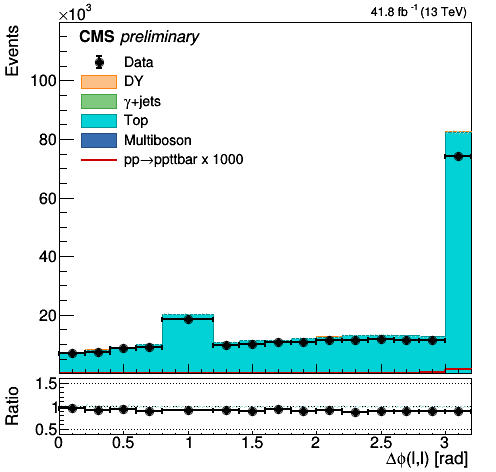 ×10³
41.8 fb⁻¹ (13 TeV)
Events
CMS preliminary
Data
DY
γ+jets
Top
Multiboson
pp→ppttbar x 1000
120
100
80
60
40
20
Ratio
1.5
1
0.5
0 0.5 1 1.5 2 2.5 3
Δϕ(l,l) [rad]